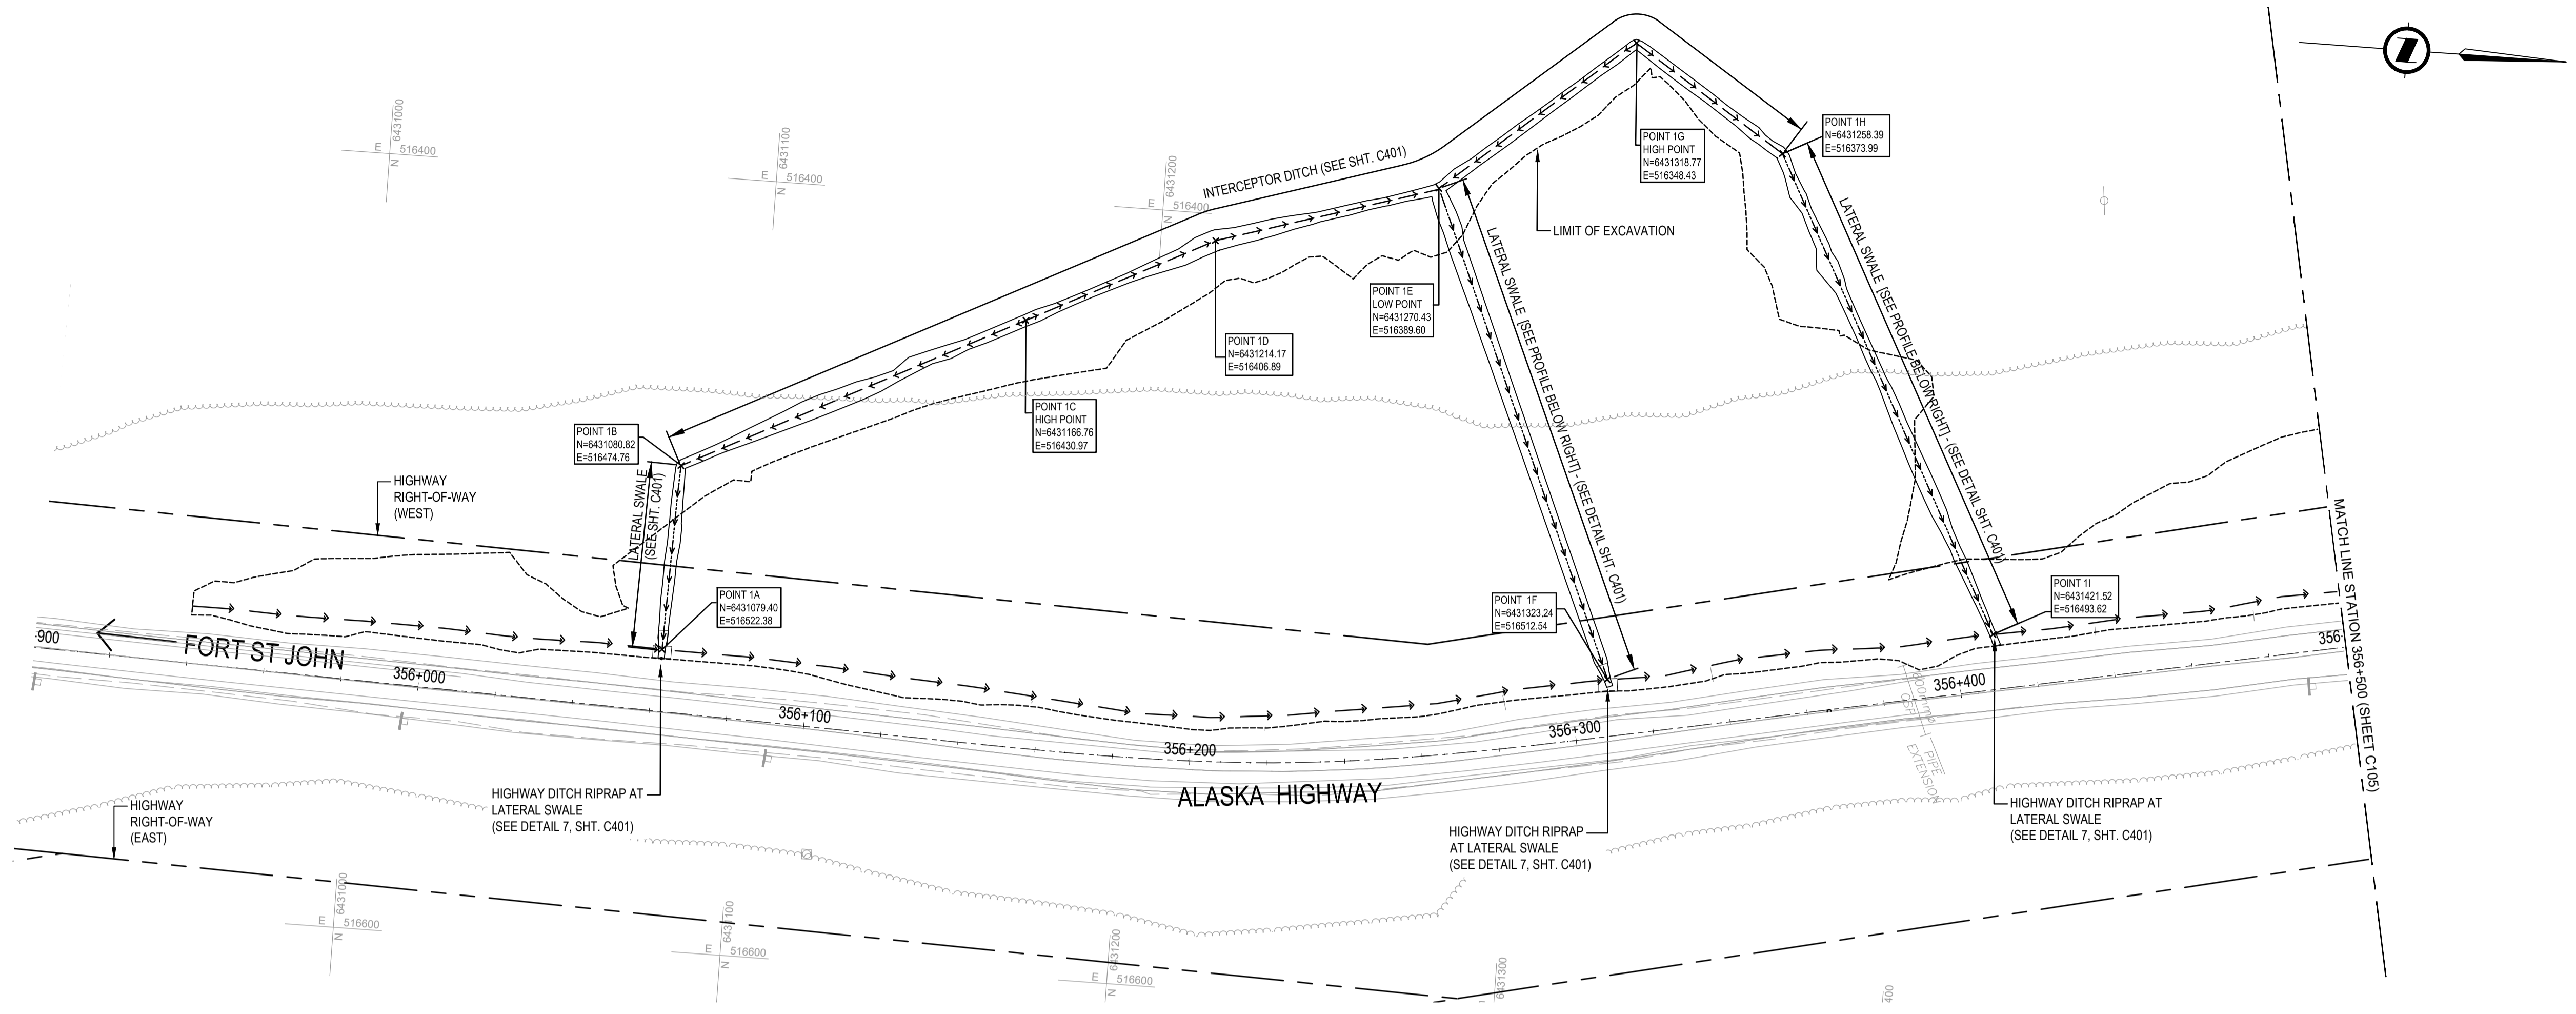 E 516400
N
6431000
E 516400
N
6431100
E 516400
N
6431200
INTERCEPTOR DITCH (SEE SHT. C401)
POINT 1G
HIGH POINT
N=6431318.77
E=516348.43
POINT 1H
N=6431258.39
E=516373.99
LIMIT OF EXCAVATION
POINT 1E
LOW POINT
N=6431270.43
E=516389.60
POINT 1D
N=6431214.17
E=516406.89
POINT 1C
HIGH POINT
N=6431166.76
E=516430.97
POINT 1B
N=6431080.82
E=516474.76
LATERAL SWALE
(SEE SHT. C401)
LATERAL SWALE [SEE PROFILE BELOW RIGHT] - (SEE DETAIL SHT. C401)
LATERAL SWALE [SEE PROFILE BELOW RIGHT] - (SEE DETAIL SHT. C401)
HIGHWAY
RIGHT-OF-WAY
(WEST)
POINT 1A
N=6431079.40
E=516522.38
POINT 1F
N=6431323.24
E=516512.54
POINT 1I
N=6431421.52
E=516493.62
MATCH LINE STATION 356+500 (SHEET C105)
-900
FORT ST JOHN
356+000
356+100
356+200
356+300
356+400
356-
600mmø
CSP
PIPE
EXTENSION
ALASKA HIGHWAY
HIGHWAY DITCH RIPRAP AT
LATERAL SWALE
(SEE DETAIL 7, SHT. C401)
HIGHWAY DITCH RIPRAP
AT LATERAL SWALE
(SEE DETAIL 7, SHT. C401)
HIGHWAY DITCH RIPRAP AT
LATERAL SWALE
(SEE DETAIL 7, SHT. C401)
HIGHWAY
RIGHT-OF-WAY
(EAST)
E 516600
N
6431000
E 516600
N
6431100
E 516600
N
6431200
6431300
400